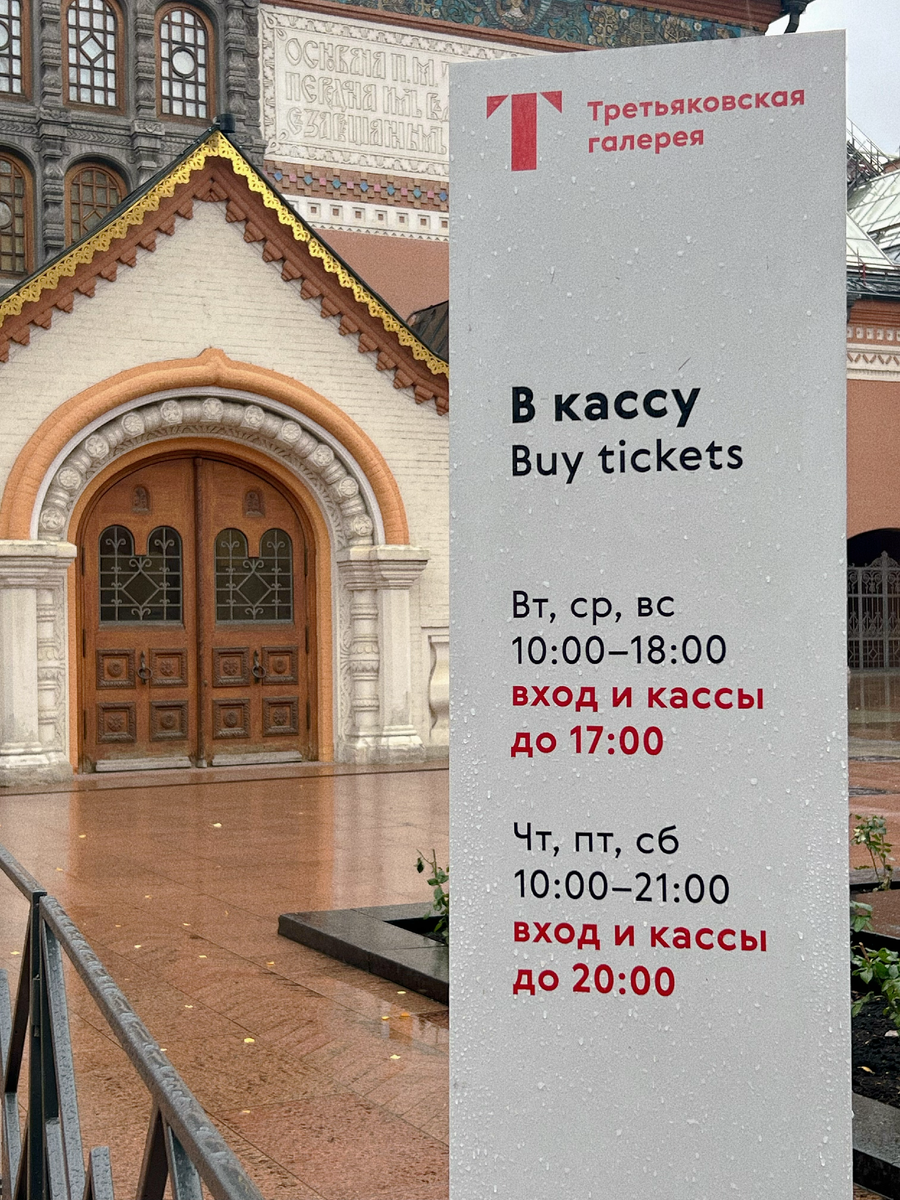 ОСНВАНА П. М
Третьяковская
галерея
В кассу
Buy tickets
Вт, ср, вс
10:00–18:00
вход и кассы
до 17:00
Чт, пт, сб
10:00–21:00
вход и кассы
до 20:00